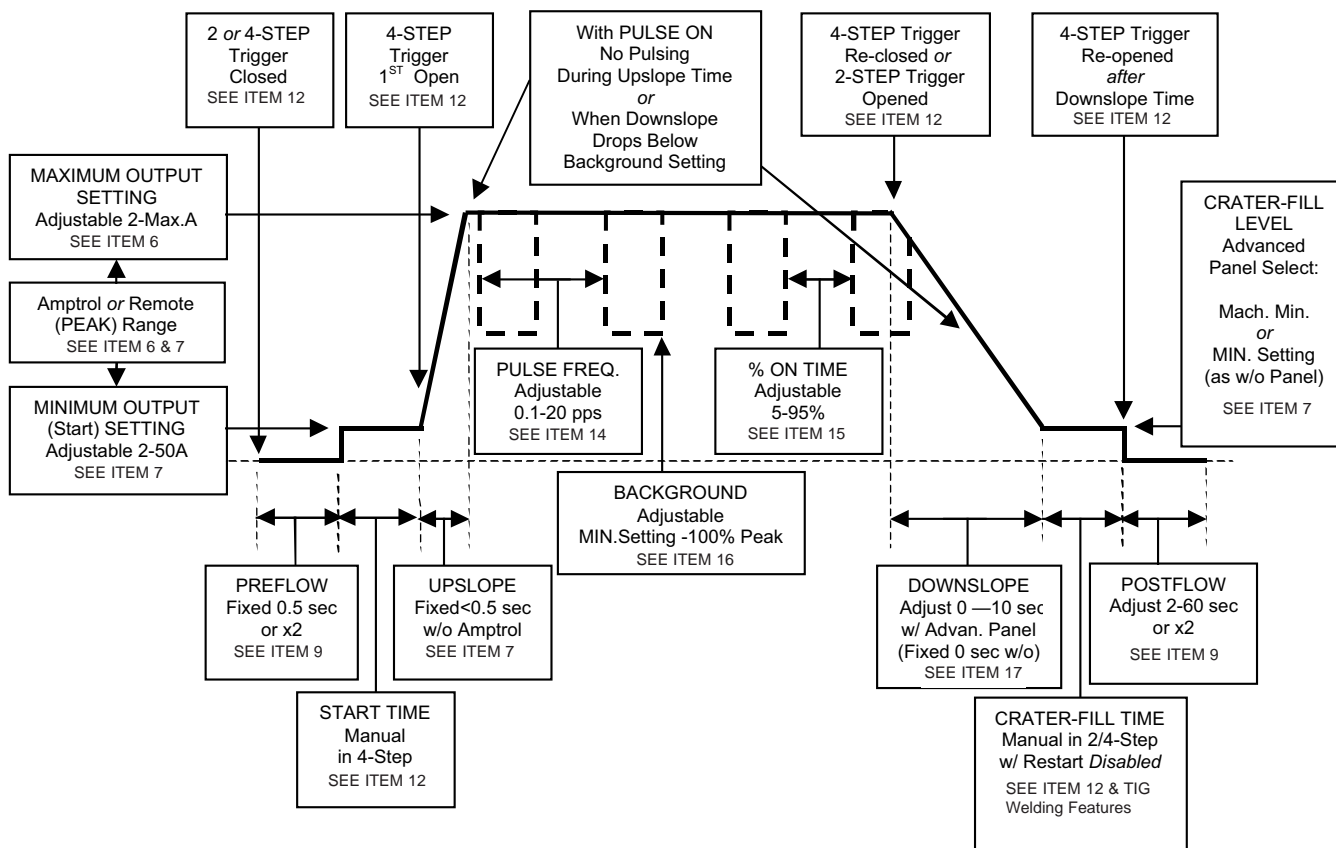 2 or 4-STEP
Trigger
Closed
SEE ITEM 12
4-STEP
Trigger
1ST Open
SEE ITEM 12
With PULSE ON
No Pulsing
During Upslope Time
or
When Downslope
Drops Below
Background Setting
4-STEP Trigger
Re-closed or
2-STEP Trigger
Opened
SEE ITEM 12
4-STEP Trigger
Re-opened
after
Downslope Time
SEE ITEM 12
MAXIMUM OUTPUT
SETTING
Adjustable 2-Max.A
SEE ITEM 6
Amptrol or Remote
(PEAK) Range
SEE ITEM 6 & 7
MINIMUM OUTPUT
(Start) SETTING
Adjustable 2-50A
SEE ITEM 7
CRATER-FILL
LEVEL
Advanced
Panel Select:
Mach. Min.
or
MIN. Setting
(as w/o Panel)
SEE ITEM 7
PULSE FREQ.
Adjustable
0.1-20 pps
SEE ITEM 14
% ON TIME
Adjustable
5-95%
SEE ITEM 15
BACKGROUND
Adjustable
MIN.Setting -100% Peak
SEE ITEM 16
PREFLOW
Fixed 0.5 sec
or x2
SEE ITEM 9
UPSLOPE
Fixed<0.5 sec
w/o Amptrol
SEE ITEM 7
DOWNSLOPE
Adjust 0 —10 sec
w/ Advan. Panel
(Fixed 0 sec w/o)
SEE ITEM 17
POSTFLOW
Adjust 2-60 sec
or x2
SEE ITEM 9
START TIME
Manual
in 4-Step
SEE ITEM 12
CRATER-FILL TIME
Manual in 2/4-Step
w/ Restart Disabled
SEE ITEM 12 & TIG
Welding Features